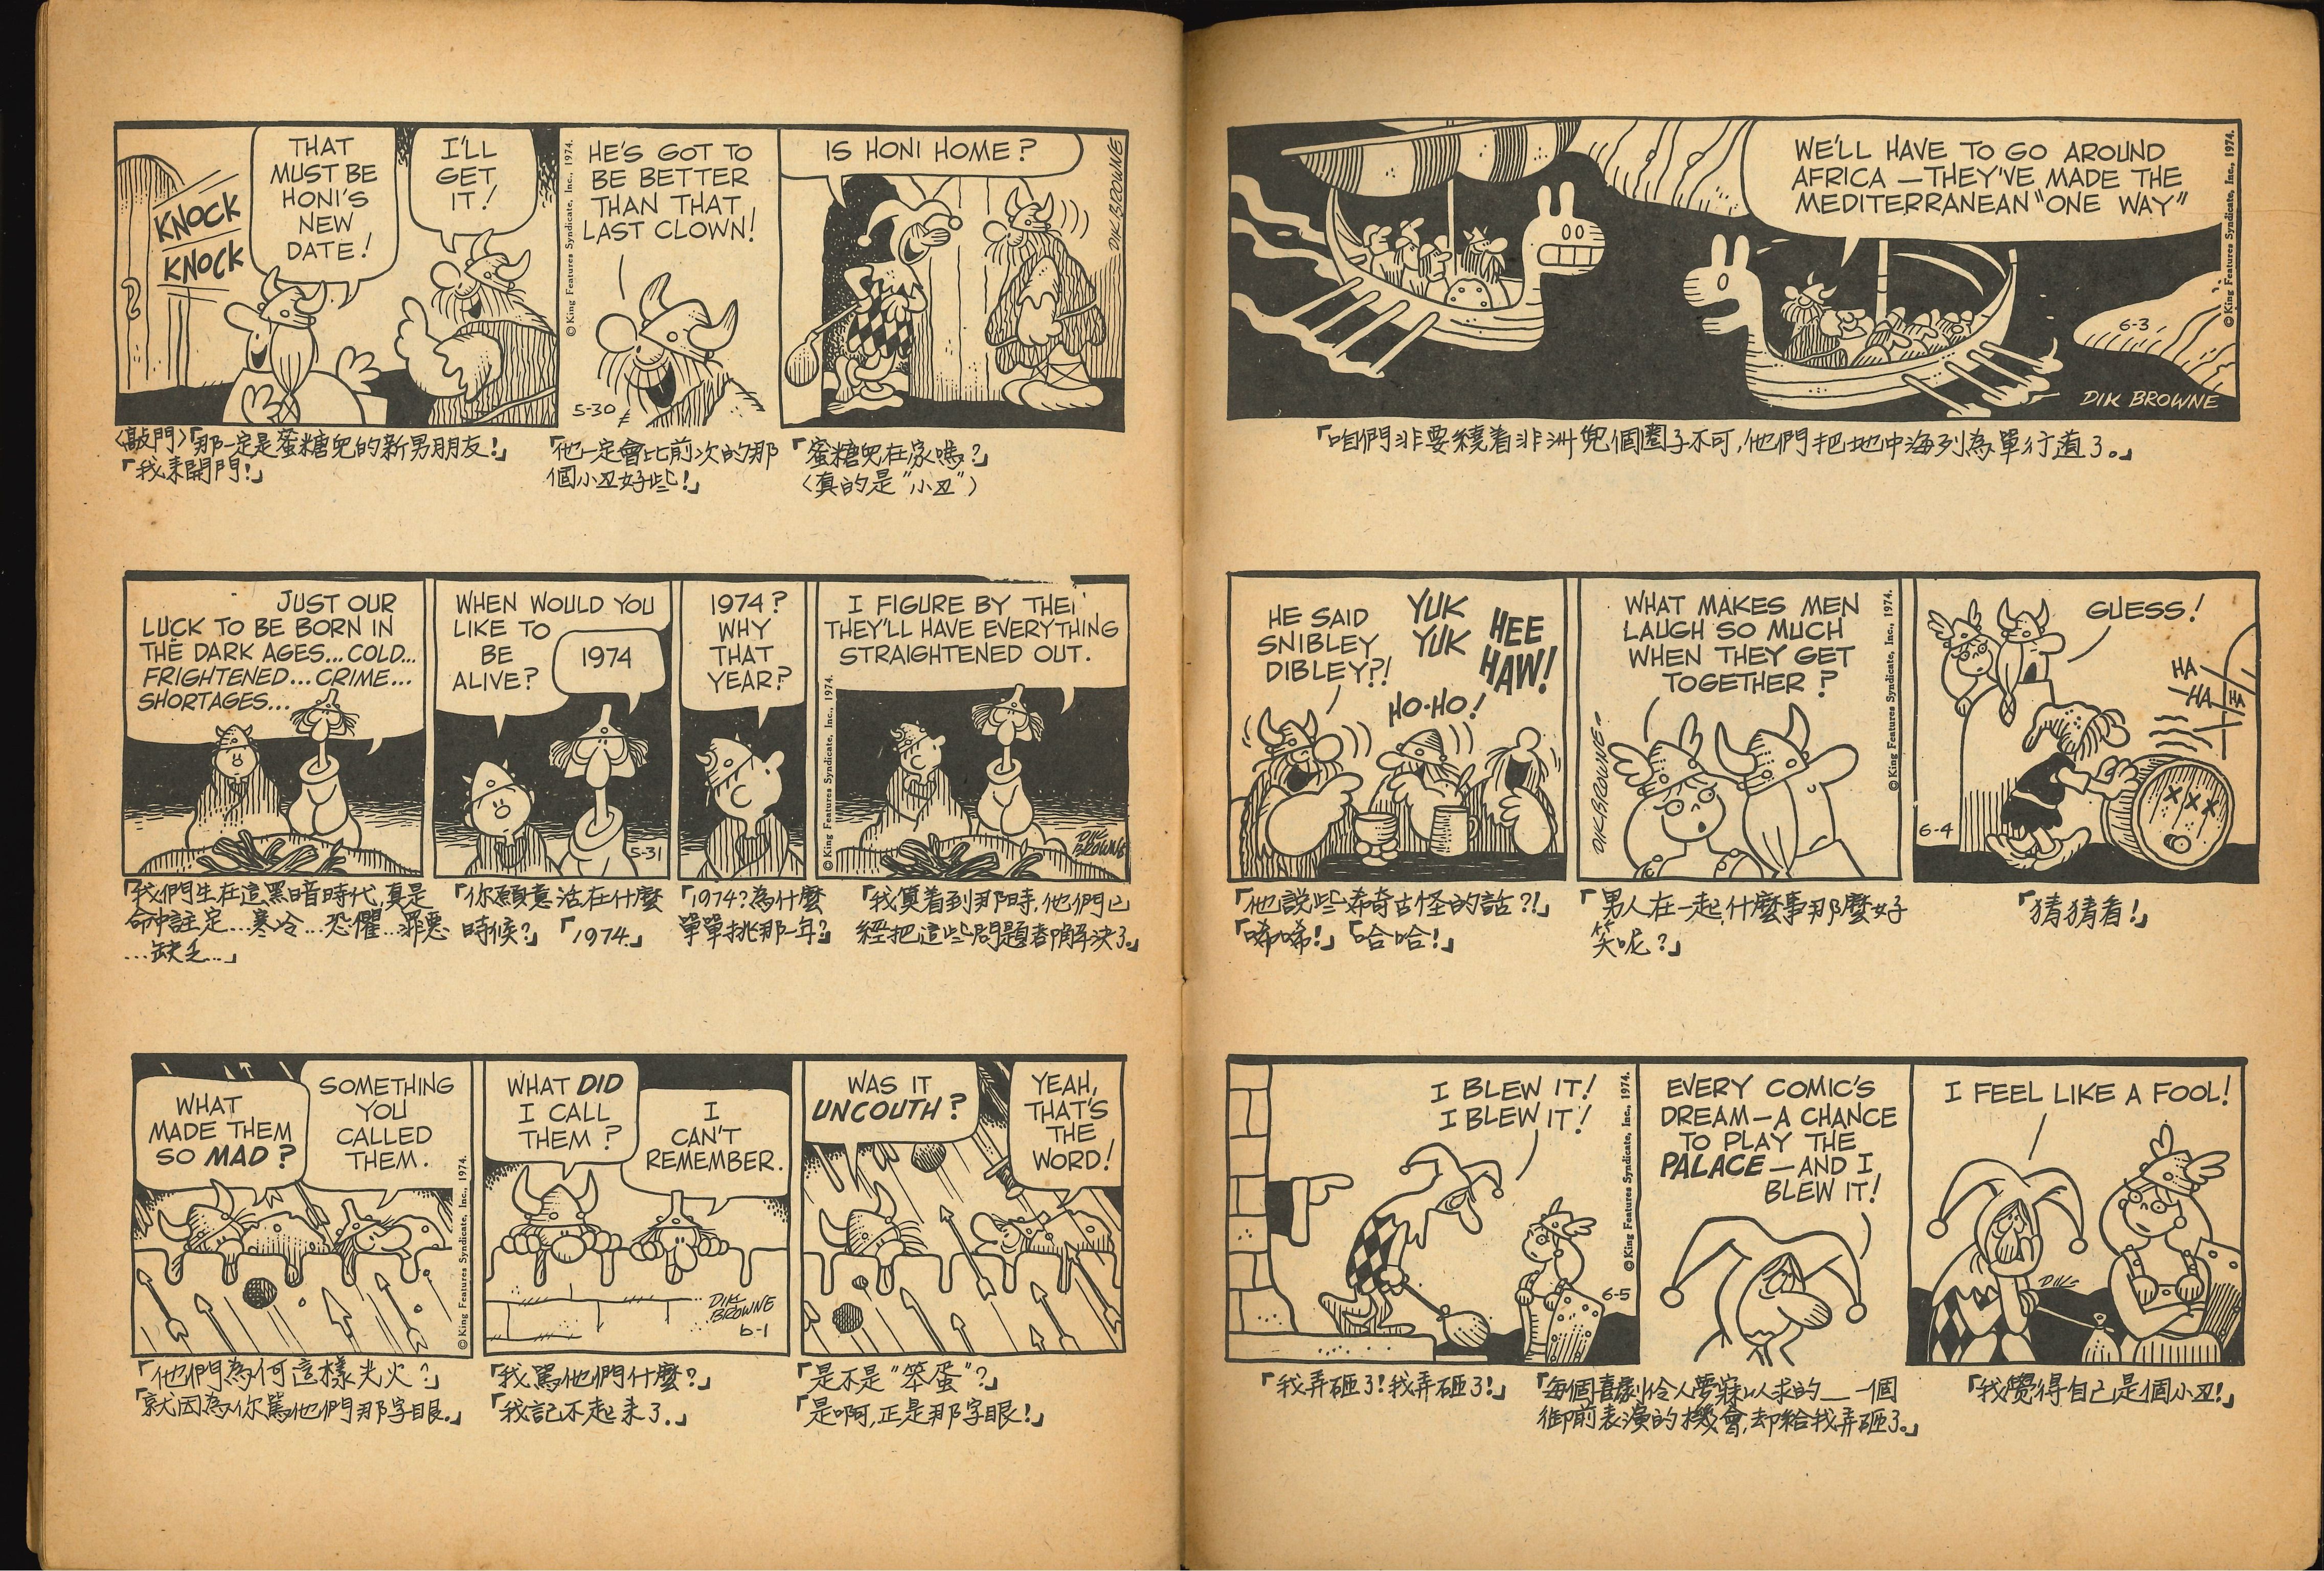 KNOCK
KNOCK
THAT
MUST BE
HONI'S
NEW
DATE!
I'LL
GET
IT!
© King Features Syndicate, Inc., 1974.
HE'S GOT TO
BE BETTER
THAN THAT
LAST CLOWN!
5-30
IS HONI HOME?
DIK BROWNE
〈敲門〉「那一定是蜜糖兒的新男朋友!」
「我來開門!」
「他一定會比前次的那
個小丑好些!」
「蜜糖兒在家嗎?」
〈真的是“小丑”〉
JUST OUR
LUCK TO BE BORN IN
THE DARK AGES...COLD...
FRIGHTENED...CRIME...
SHORTAGES...
WHEN WOULD YOU
LIKE TO
BE
ALIVE?
1974
5-31
1974?
WHY
THAT
YEAR?
© King Features Syndicate, Inc., 1974.
I FIGURE BY THEN
THEY'LL HAVE EVERYTHING
STRAIGHTENED OUT.
DIK
BROWNE
「我們生在這黑暗時代,真是
命中註定...寒冷...恐懼...罪惡
...缺乏...」
「你願意活在什麼
時候?」「1974」
「1974?為什麼
單單挑那一年?」
「我算着到那時,他們已
經把這些問題都解決了。」
WHAT
MADE THEM
SO MAD?
SOMETHING
YOU
CALLED
THEM.
© King Features Syndicate, Inc., 1974.
WHAT DID
I CALL
THEM?
I
CAN'T
REMEMBER.
DIK
BROWNE
6-1
WAS IT
UNCOUTH?
YEAH,
THAT'S
THE
WORD!
「他們為何這樣光火?」
「就因為你罵他們那字眼。」
「我罵他們什麼?」
「我記不起來了。」
「是不是“笨蛋”?」
「是啊,正是那字眼!」
WE'LL HAVE TO GO AROUND
AFRICA —THEY'VE MADE THE
MEDITERRANEAN "ONE WAY"
© King Features Syndicate, Inc., 1974.
6-3
DIK BROWNE
「咱們非要繞着非洲兜個圈子不可,他們把地中海列為單行道了。」
HE SAID
SNIBLEY
DIBLEY?!
YUK
YUK
HEE
HAW!
HO-HO!
WHAT MAKES MEN
LAUGH SO MUCH
WHEN THEY GET
TOGETHER?
DIK BROWNE
© King Features Syndicate, Inc., 1974.
GUESS!
HA
HA
HA
XXX
6-4
「他說些希奇古怪的話?!」
「唏唏!」「哈哈!」
「男人在一起什麼事那麼好
笑呢?」
「猜猜看!」
I BLEW IT!
I BLEW IT!
6-5
© King Features Syndicate, Inc., 1974.
EVERY COMIC'S
DREAM—A CHANCE
TO PLAY THE
PALACE—AND I
BLEW IT!
I FEEL LIKE A FOOL!
DIK
「我弄砸了!我弄砸了!」
「每個喜劇伶人夢寐以求的——一個
御前表演的機會,却給我弄砸了。」
「我覺得自己是個小丑!」